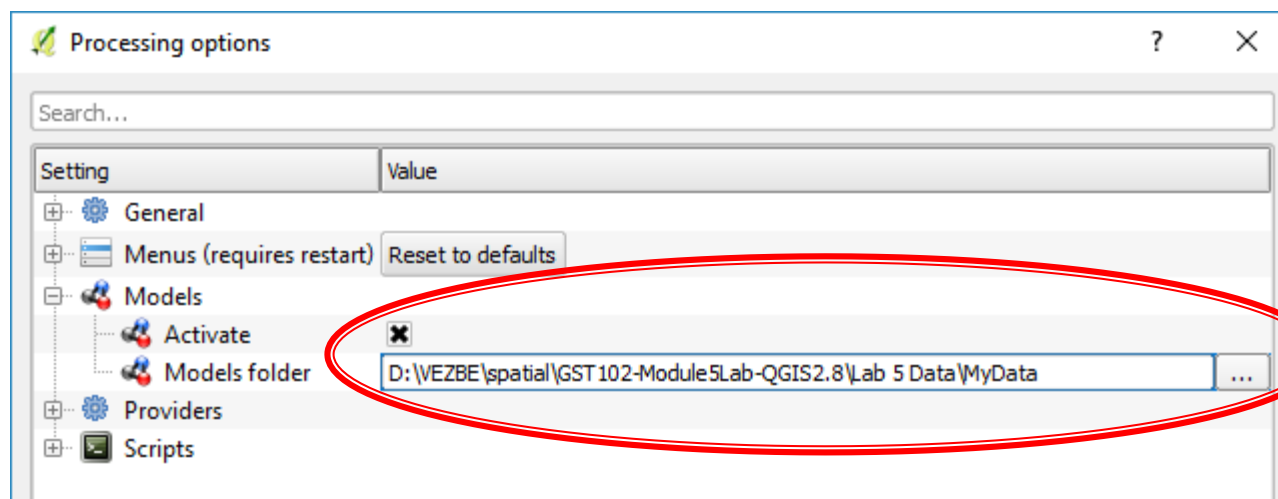 Processing options ?
Search...
Setting Value
General
Menus (requires restart) Reset to defaults
Models
Activate
Models folder D:\VEZBE\spatial\GST102-Module5Lab-QGIS2.8\Lab 5 Data\MyData ...
Providers
Scripts